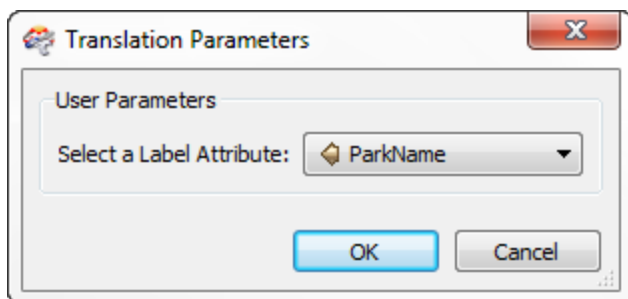 Translation Parameters
User Parameters
Select a Label Attribute: ParkName
OK Cancel